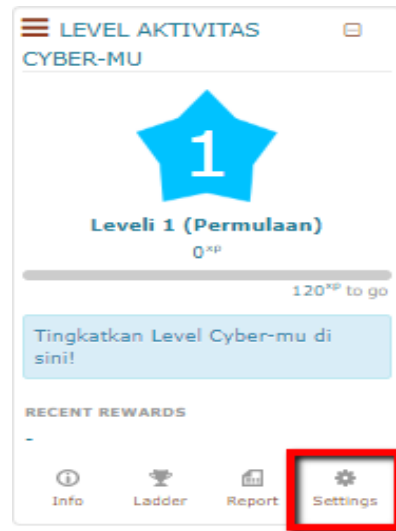 LEVEL AKTIVITAS
CYBER-MU
1
Leveli 1 (Permulaan)
0xp
120xp to go
Tingkatkan Level Cyber-mu di
sini!
RECENT REWARDS
-
Info Ladder Report Settings